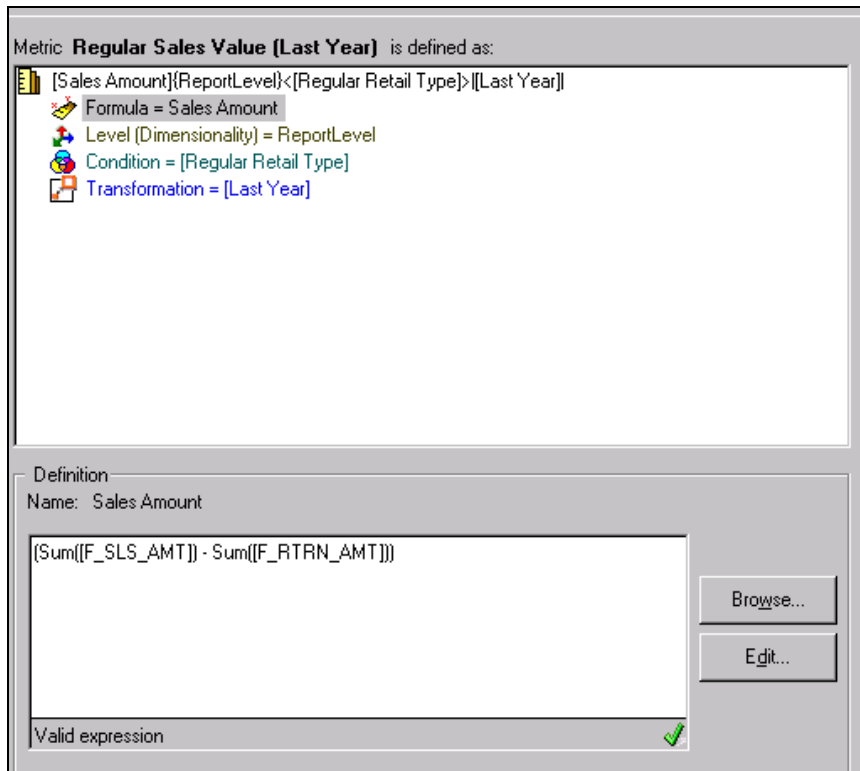 Metric Regular Sales Value (Last Year) is defined as:
[Sales Amount]{ReportLevel}<[Regular Retail Type]>|[Last Year]|
Formula = Sales Amount
Level (Dimensionality) = ReportLevel
Condition = [Regular Retail Type]
Transformation = [Last Year]
Definition
Name: Sales Amount
(Sum([F_SLS_AMT]) - Sum([F_RTRN_AMT]))
Browse...
Edit...
Valid expression